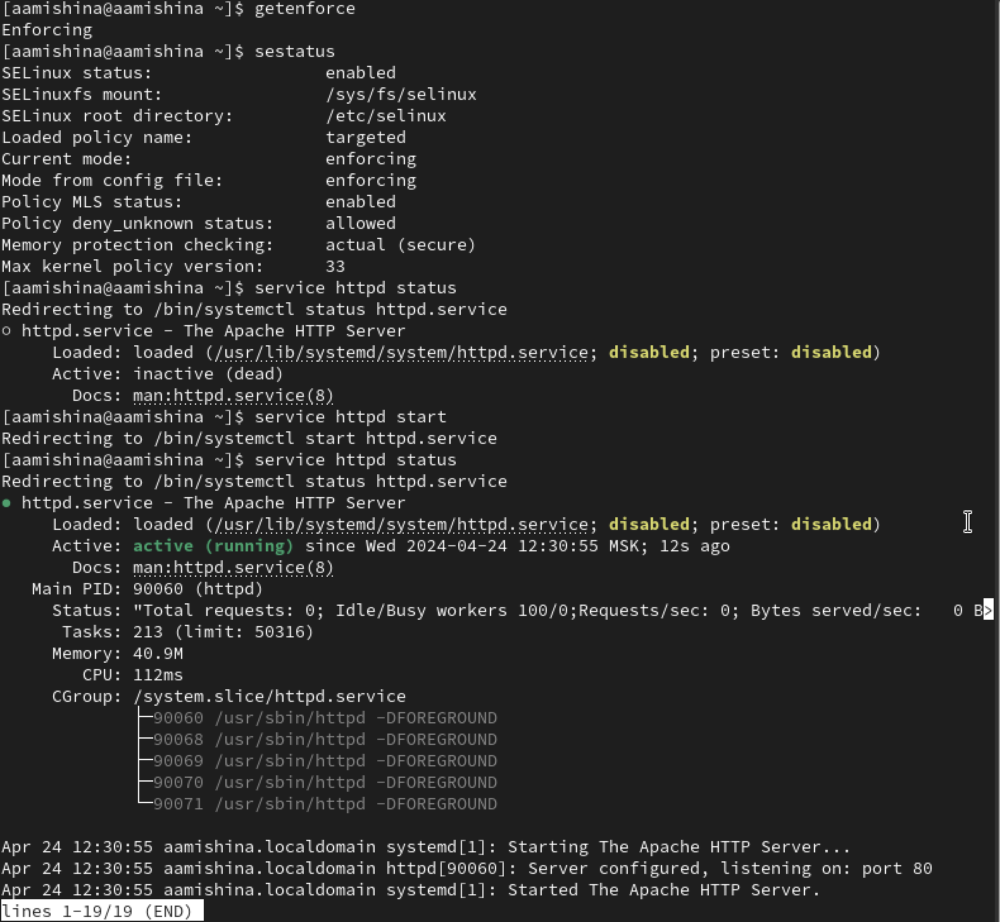 [aamishina@aamishina ~]$ getenforce
Enforcing
[aamishina@aamishina ~]$ sestatus
SELinux status:                 enabled
SELinuxfs mount:                /sys/fs/selinux
SELinux root directory:         /etc/selinux
Loaded policy name:             targeted
Current mode:                   enforcing
Mode from config file:          enforcing
Policy MLS status:              enabled
Policy deny_unknown status:     allowed
Memory protection checking:     actual (secure)
Max kernel policy version:      33
[aamishina@aamishina ~]$ service httpd status
Redirecting to /bin/systemctl status httpd.service
○ httpd.service - The Apache HTTP Server
     Loaded: loaded (/usr/lib/systemd/system/httpd.service; disabled; preset: disabled)
     Active: inactive (dead)
       Docs: man:httpd.service(8)
[aamishina@aamishina ~]$ service httpd start
Redirecting to /bin/systemctl start httpd.service
[aamishina@aamishina ~]$ service httpd status
Redirecting to /bin/systemctl status httpd.service
● httpd.service - The Apache HTTP Server
     Loaded: loaded (/usr/lib/systemd/system/httpd.service; disabled; preset: disabled)
     Active: active (running) since Wed 2024-04-24 12:30:55 MSK; 12s ago
       Docs: man:httpd.service(8)
   Main PID: 90060 (httpd)
     Status: "Total requests: 0; Idle/Busy workers 100/0;Requests/sec: 0; Bytes served/sec:   0 B>
      Tasks: 213 (limit: 50316)
     Memory: 40.9M
        CPU: 112ms
     CGroup: /system.slice/httpd.service
             ├─90060 /usr/sbin/httpd -DFOREGROUND
             ├─90068 /usr/sbin/httpd -DFOREGROUND
             ├─90069 /usr/sbin/httpd -DFOREGROUND
             ├─90070 /usr/sbin/httpd -DFOREGROUND
             └─90071 /usr/sbin/httpd -DFOREGROUND

Apr 24 12:30:55 aamishina.localdomain systemd[1]: Starting The Apache HTTP Server...
Apr 24 12:30:55 aamishina.localdomain httpd[90060]: Server configured, listening on: port 80
Apr 24 12:30:55 aamishina.localdomain systemd[1]: Started The Apache HTTP Server.
lines 1-19/19 (END)